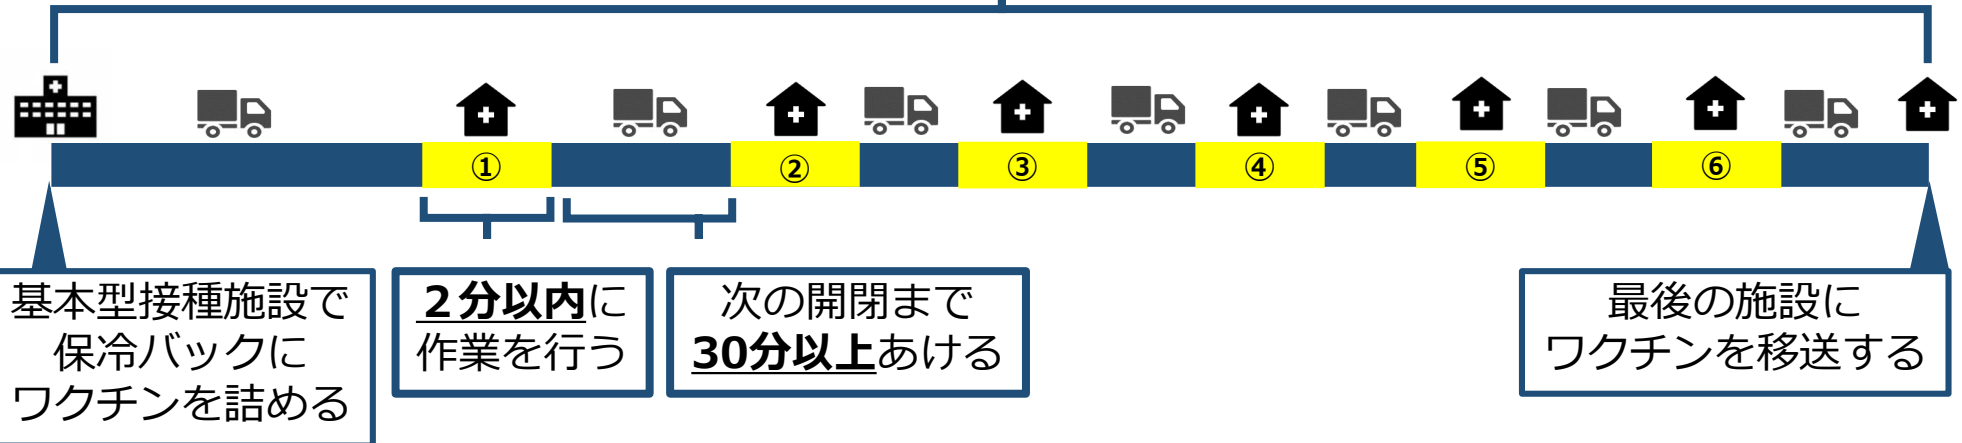 ①
②
③
④
⑤
⑥
基本型接種施設で
保冷バックに
ワクチンを詰める
２分以内に
作業を行う
次の開閉まで
30分以上あける
最後の施設に
ワクチンを移送する